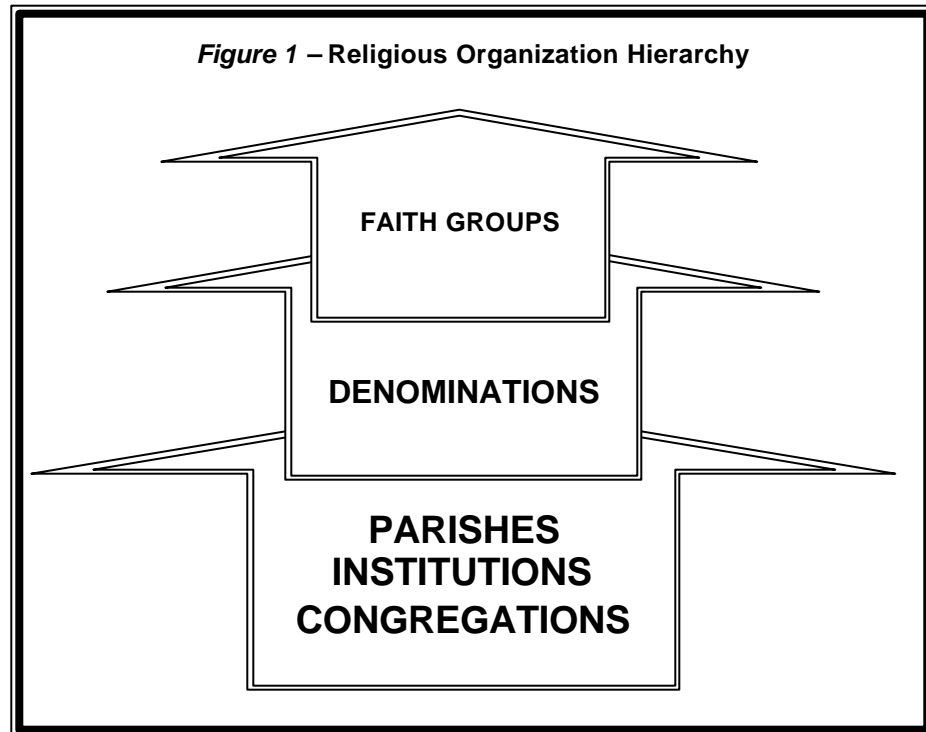 Figure 1 – Religious Organization Hierarchy
FAITH GROUPS
DENOMINATIONS
PARISHES
INSTITUTIONS
CONGREGATIONS